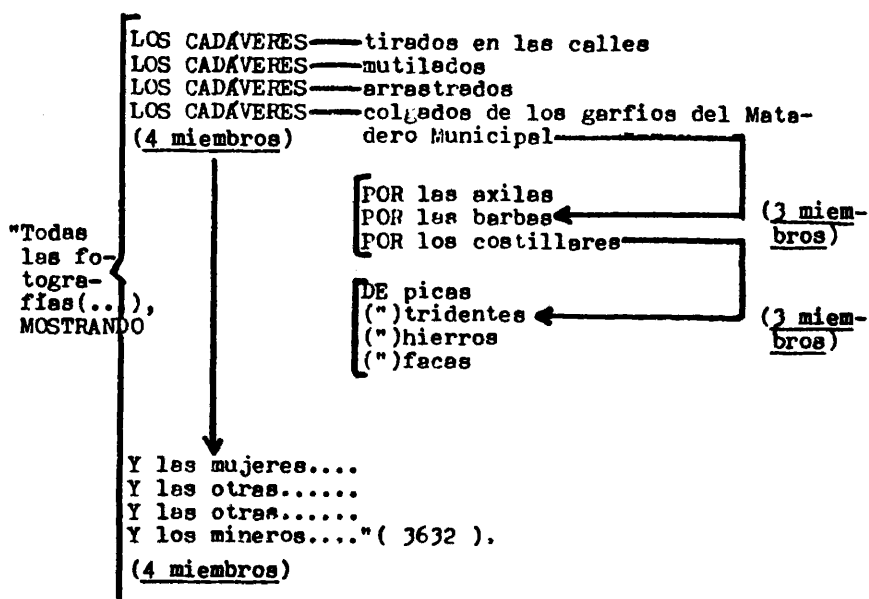 LOS CADÁVERES tirados en las calles
LOS CADÁVERES mutilados
LOS CADÁVERES arrastrados
LOS CADÁVERES colgados de los garfios del Mata-
(4 miembros) dero Municipal
POR las axilas
POR las barbas (3 miem-
POR los costillares bros)
"Todas
las fo-
togra-
fías(...),
MOSTRANDO
DE picas
(")tridentes (3 miem-
(")hierros bros)
(")facas
Y las mujeres....
Y las otras......
Y las otras......
Y los mineros...."( 3632 ).
(4 miembros)